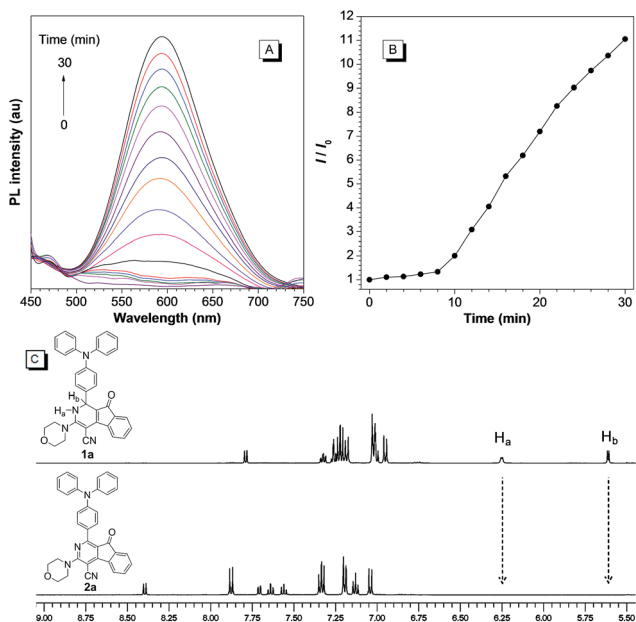 A
Time (min)
30
0
PL intensity (au)
450 500 550 600 650 700 750
Wavelength (nm)
B
12
11
10
9
8
7
6
5
4
3
2
1
I / I0
0 10 20 30
Time (min)
C
N
Hb
O
Ha
N
N
O
CN
1a
Ha
Hb
N
O
N
N
O
CN
2a
9.00 8.75 8.50 8.25 8.00 7.75 7.50 7.25 7.00 6.75 6.50 6.25 6.00 5.75 5.50